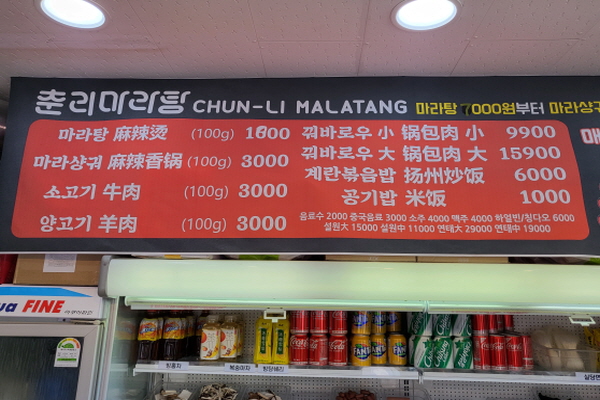 춘리마라탕 CHUN-LI MALATANG 마라탕 7000원부터 마라샹궈
마라탕 麻辣烫 (100g) 1600
마라샹궈 麻辣香锅 (100g) 3000
소고기 牛肉 (100g) 3000
양고기 羊肉 (100g) 3000
꿔바로우 小 锅包肉 小 9900
꿔바로우 大 锅包肉 大 15900
계란볶음밥 扬州炒饭 6000
공기밥 米饭 1000
음료수 2000 중국음료 3000 소주 4000 맥주 4000 하얼빈/칭다오 6000
설원大 15000 설원中 11000 연태大 29000 연태中 19000
매
ua FINE
Coca-Cola
FANTA